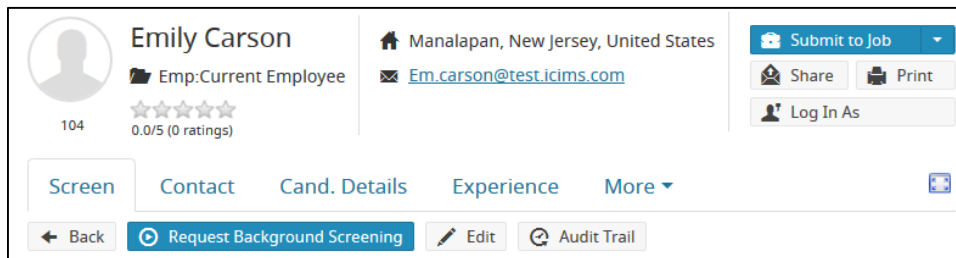 Emily Carson
Emp:Current Employee
104
0.0/5 (0 ratings)
Manalapan, New Jersey, United States
Em.carson@test.icims.com
Submit to Job
Share Print
Log In As
Screen Contact Cand. Details Experience More
Back Request Background Screening Edit Audit Trail